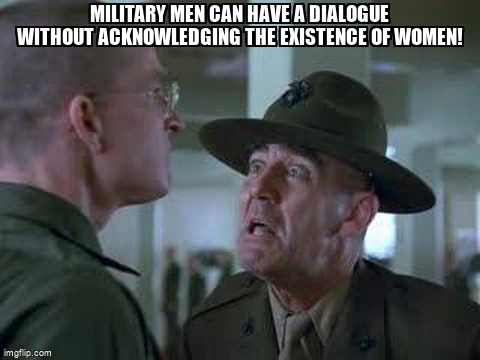 MILITARY MEN CAN HAVE A DIALOGUE
WITHOUT ACKNOWLEDGING THE EXISTENCE OF WOMEN!
imgflip.com